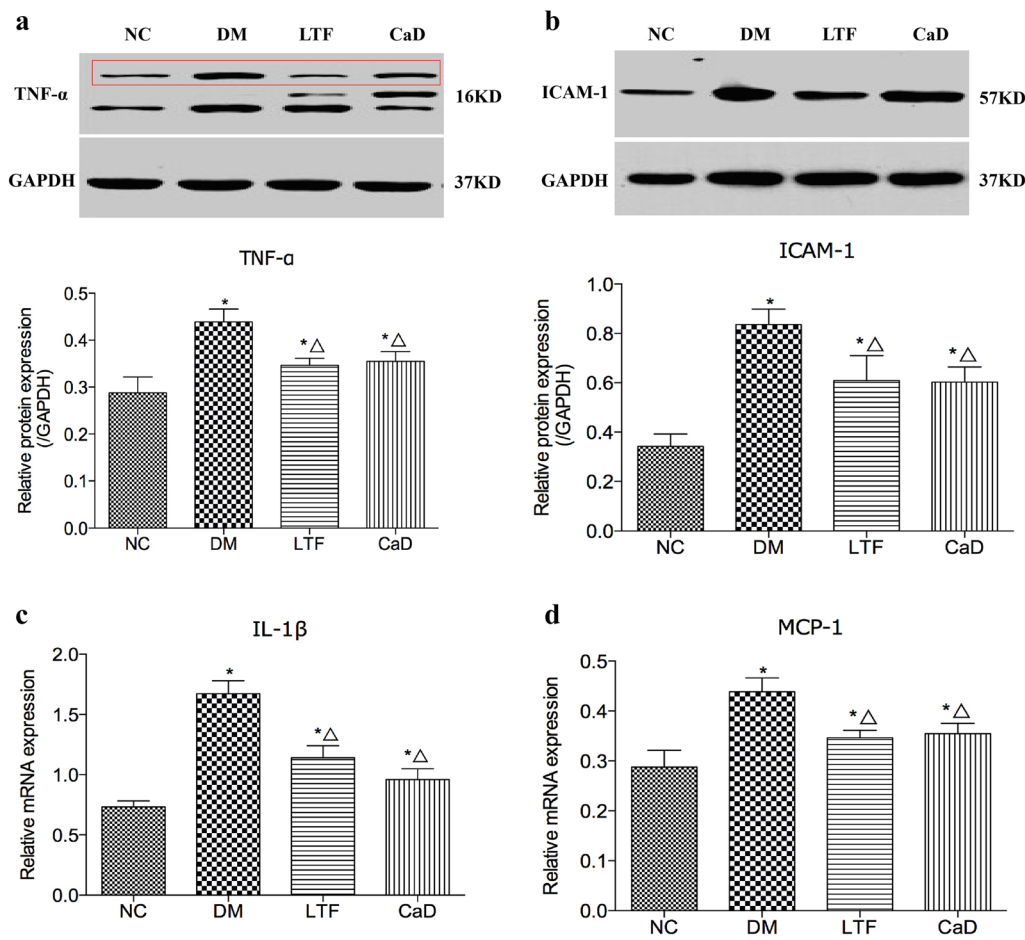 a
NC DM LTF CaD
TNF-α
16KD
GAPDH
37KD
TNF-α
Relative protein expression
(/GAPDH)
0.5
0.4
0.3
0.2
0.1
0.0
*
*△
*△
NC DM LTF CaD
b
NC DM LTF CaD
ICAM-1
57KD
GAPDH
37KD
ICAM-1
Relative protein expression
(/GAPDH)
1.0
0.8
0.6
0.4
0.2
0.0
*
*△
*△
NC DM LTF CaD
c
IL-1β
Relative mRNA expression
2.0
1.5
1.0
0.5
0.0
*
*△
*△
NC DM LTF CaD
d
MCP-1
Relative mRNA expression
0.5
0.4
0.3
0.2
0.1
0.0
*
*△
*△
NC DM LTF CaD